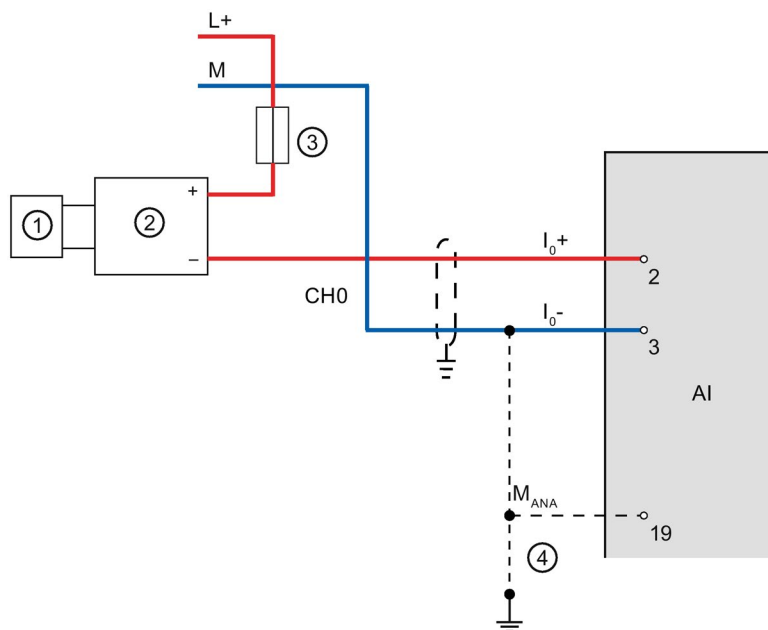 L+
M
③
+
①
②
–
I0+
2
CH0
I0-
3
AI
MANA
19
④